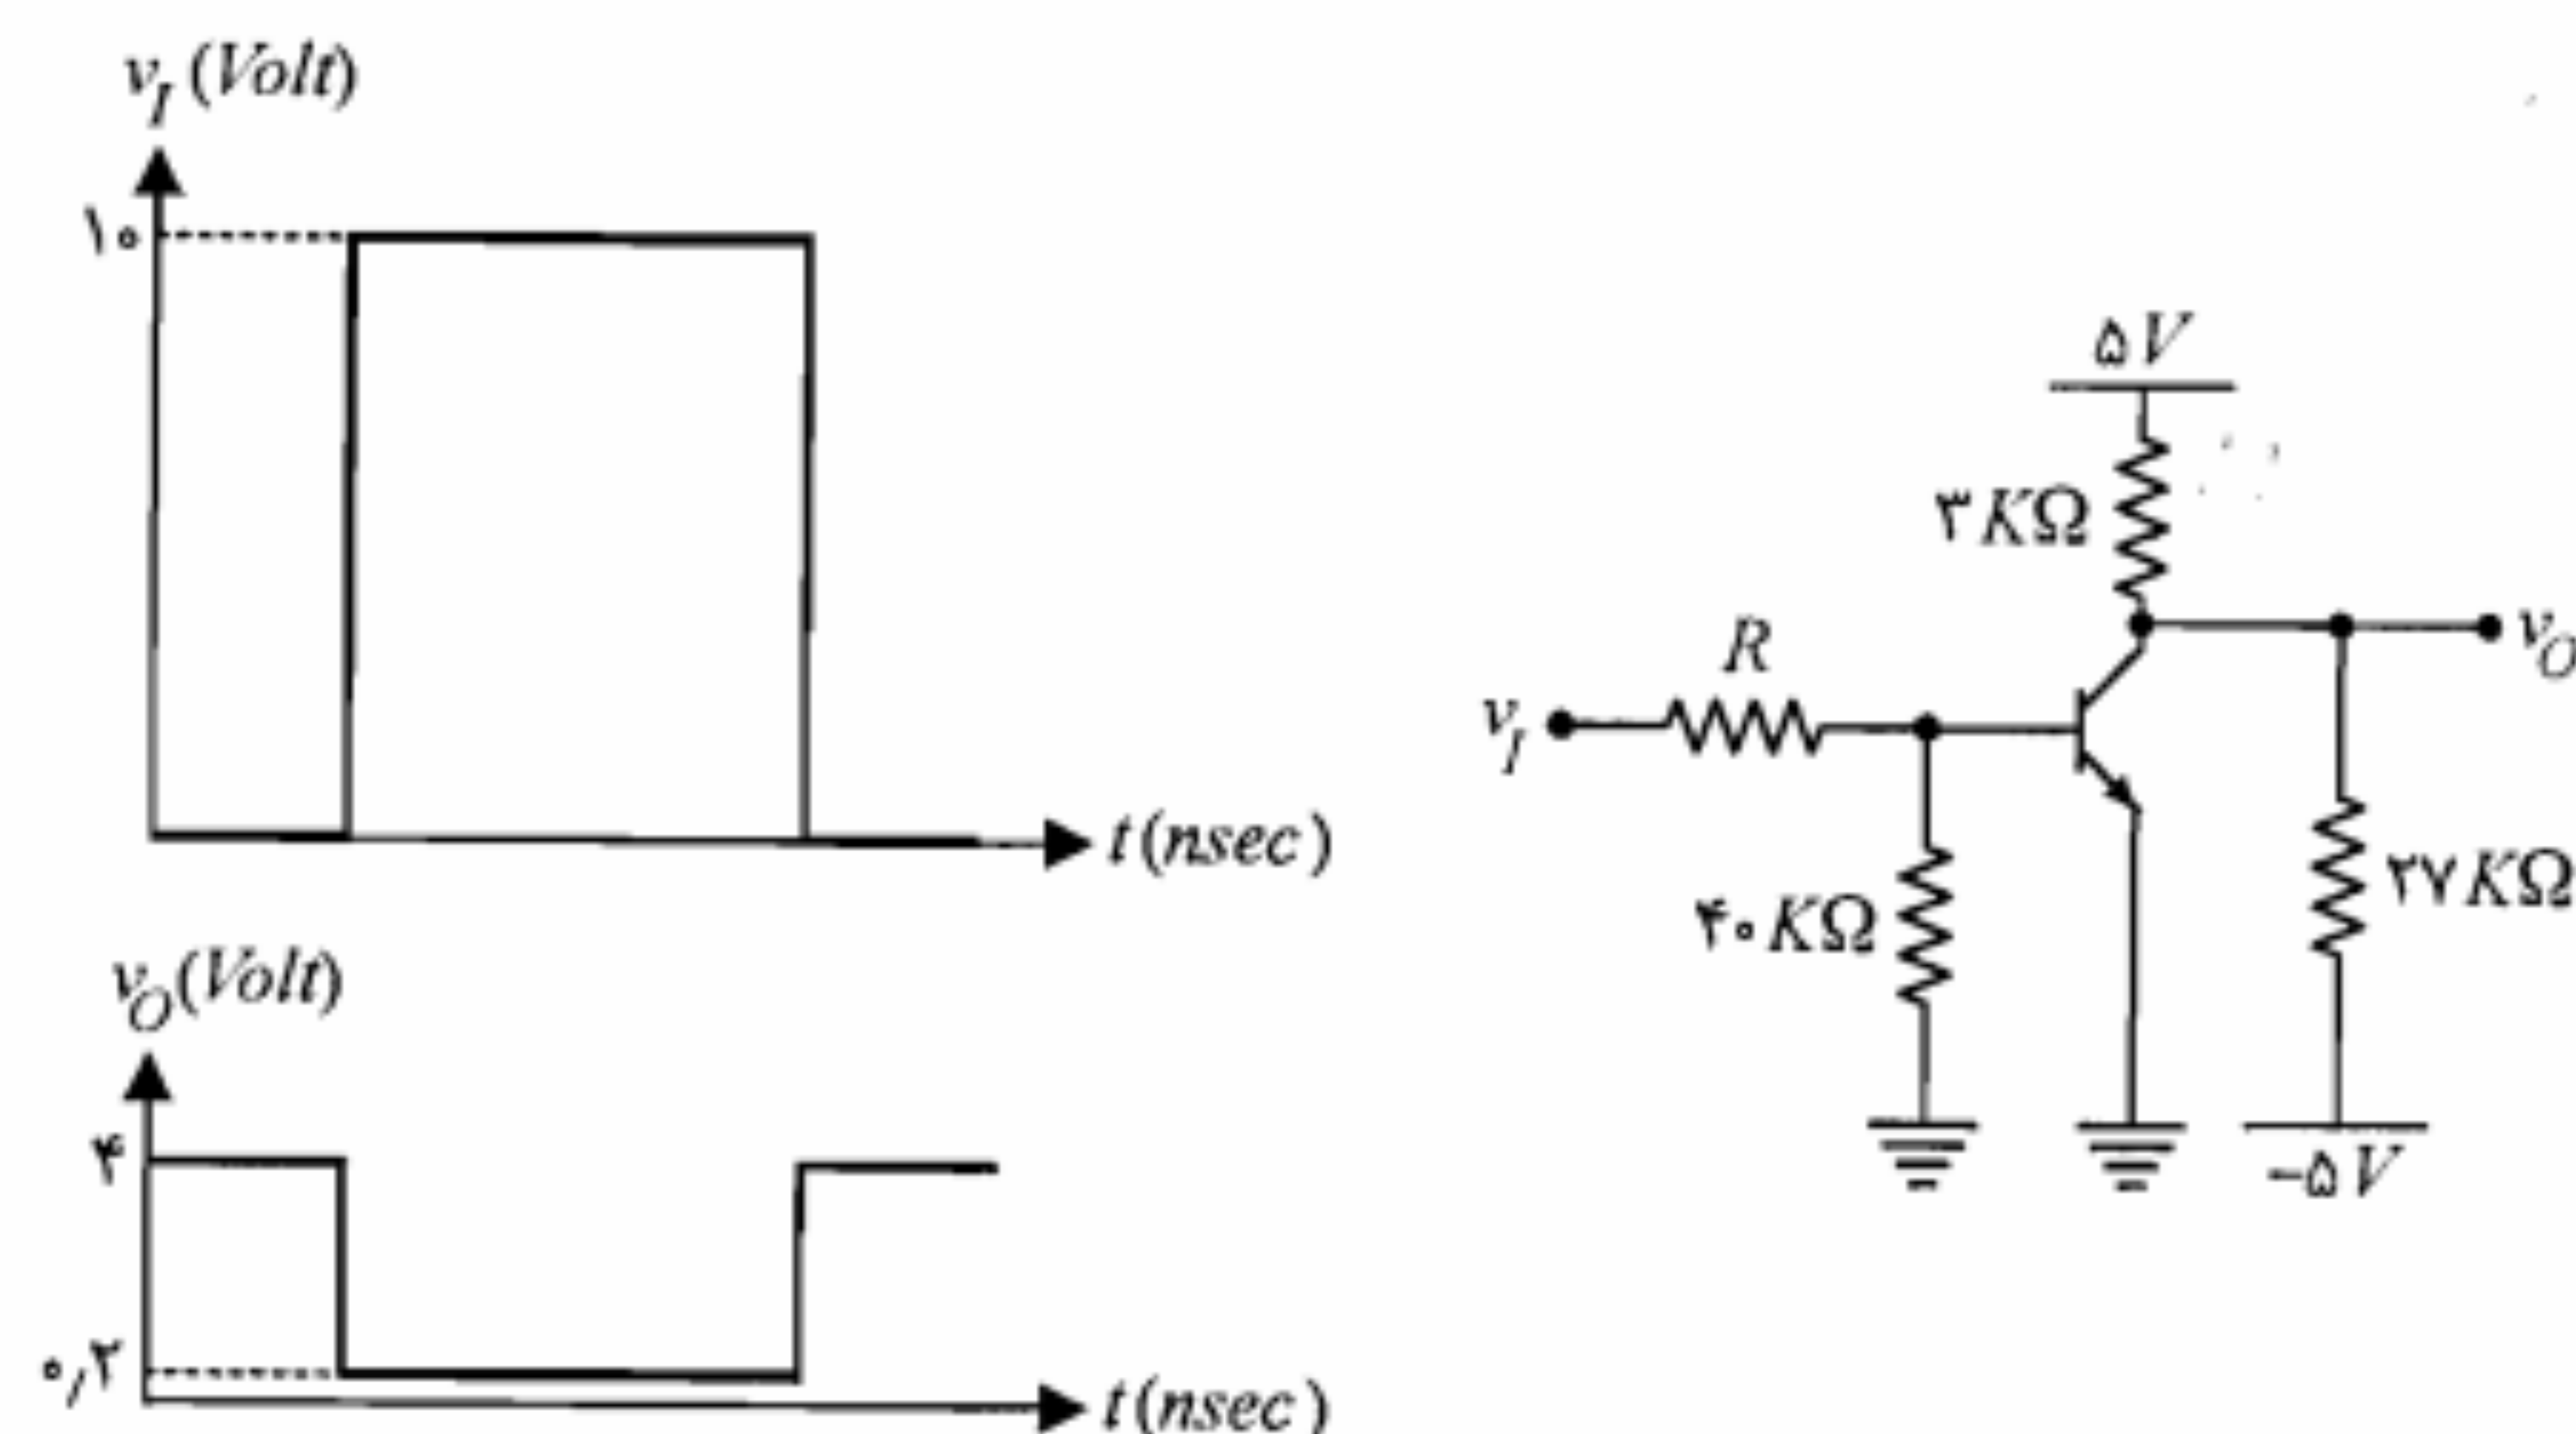 v_I (Volt)
۱۰
t (nsec)
v_O (Volt)
۴
۰٫۲
t (nsec)
۵V
۳KΩ
R
v_I
v_O
۴۰KΩ
۲۷KΩ
-۵V